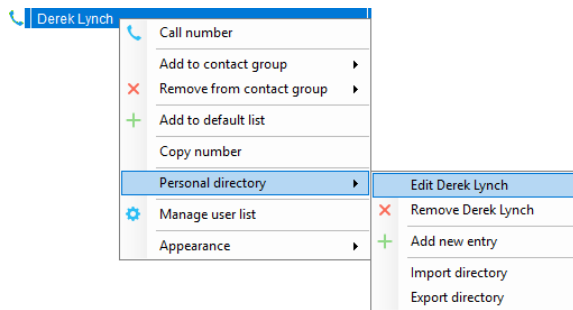 Derek Lynch
Call number
Add to contact group
Remove from contact group
Add to default list
Copy number
Personal directory
Manage user list
Appearance
Edit Derek Lynch
Remove Derek Lynch
Add new entry
Import directory
Export directory